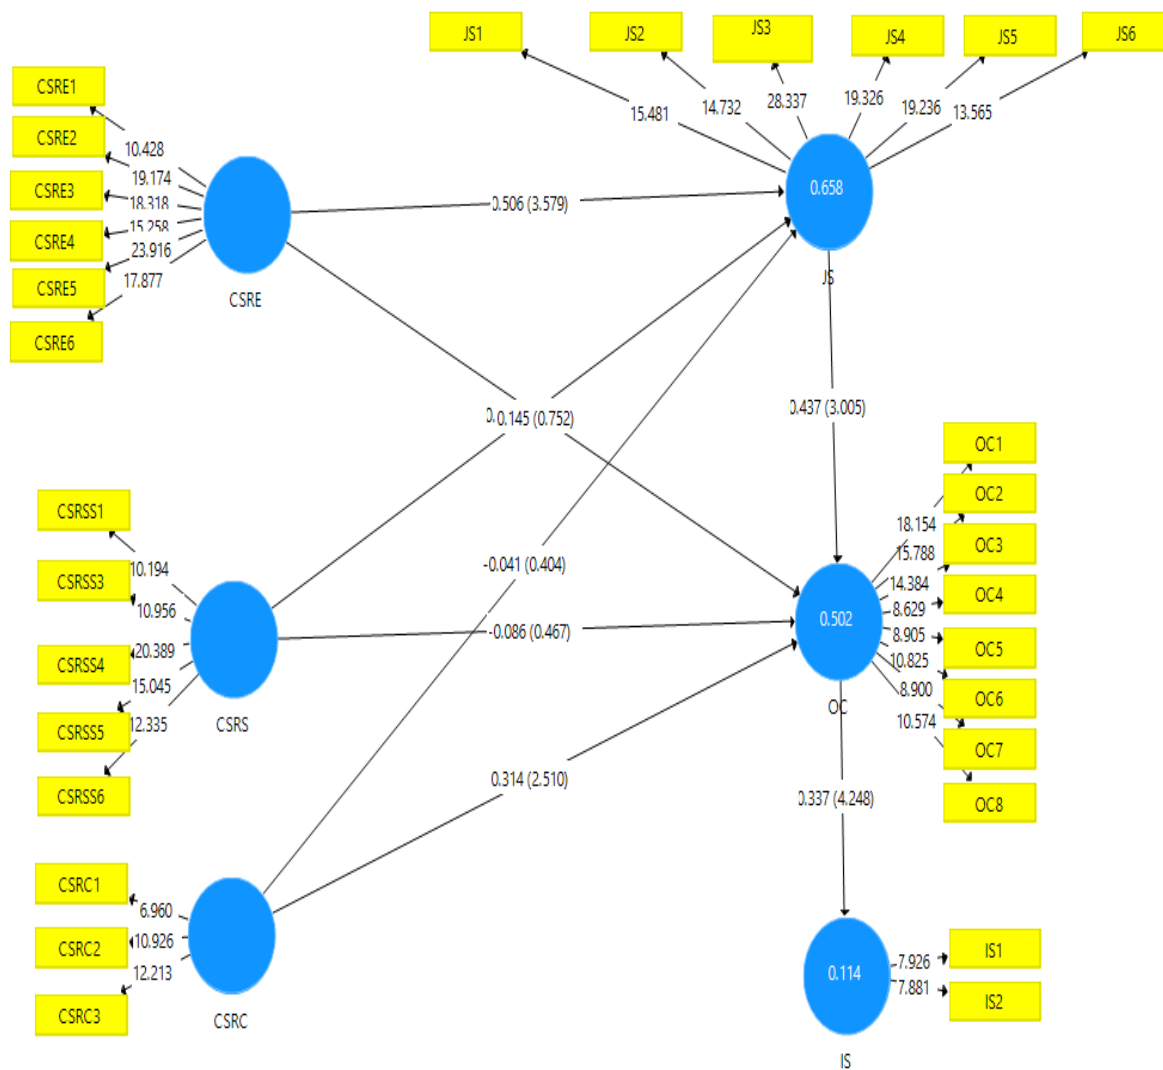 JS1
JS2
JS3
JS4
JS5
JS6
15.481
14.732
28.337
19.326
19.236
13.565
CSRE1
CSRE2
CSRE3
CSRE4
CSRE5
CSRE6
10.428
19.174
18.318
15.258
23.916
17.877
CSRE
0.506 (3.579)
0.658
JS
0.145 (0.752)
0.437 (3.005)
CSRSS1
CSRSS3
CSRSS4
CSRSS5
CSRSS6
10.194
10.956
20.389
15.045
12.335
CSRS
-0.041 (0.404)
-0.086 (0.467)
0.314 (2.510)
0.502
OC
OC1
OC2
OC3
OC4
OC5
OC6
OC7
OC8
18.154
15.788
14.384
8.629
8.905
10.825
8.900
10.574
0.337 (4.248)
CSRC1
CSRC2
CSRC3
6.960
10.926
12.213
CSRC
0.114
IS
7.926
7.881
IS1
IS2